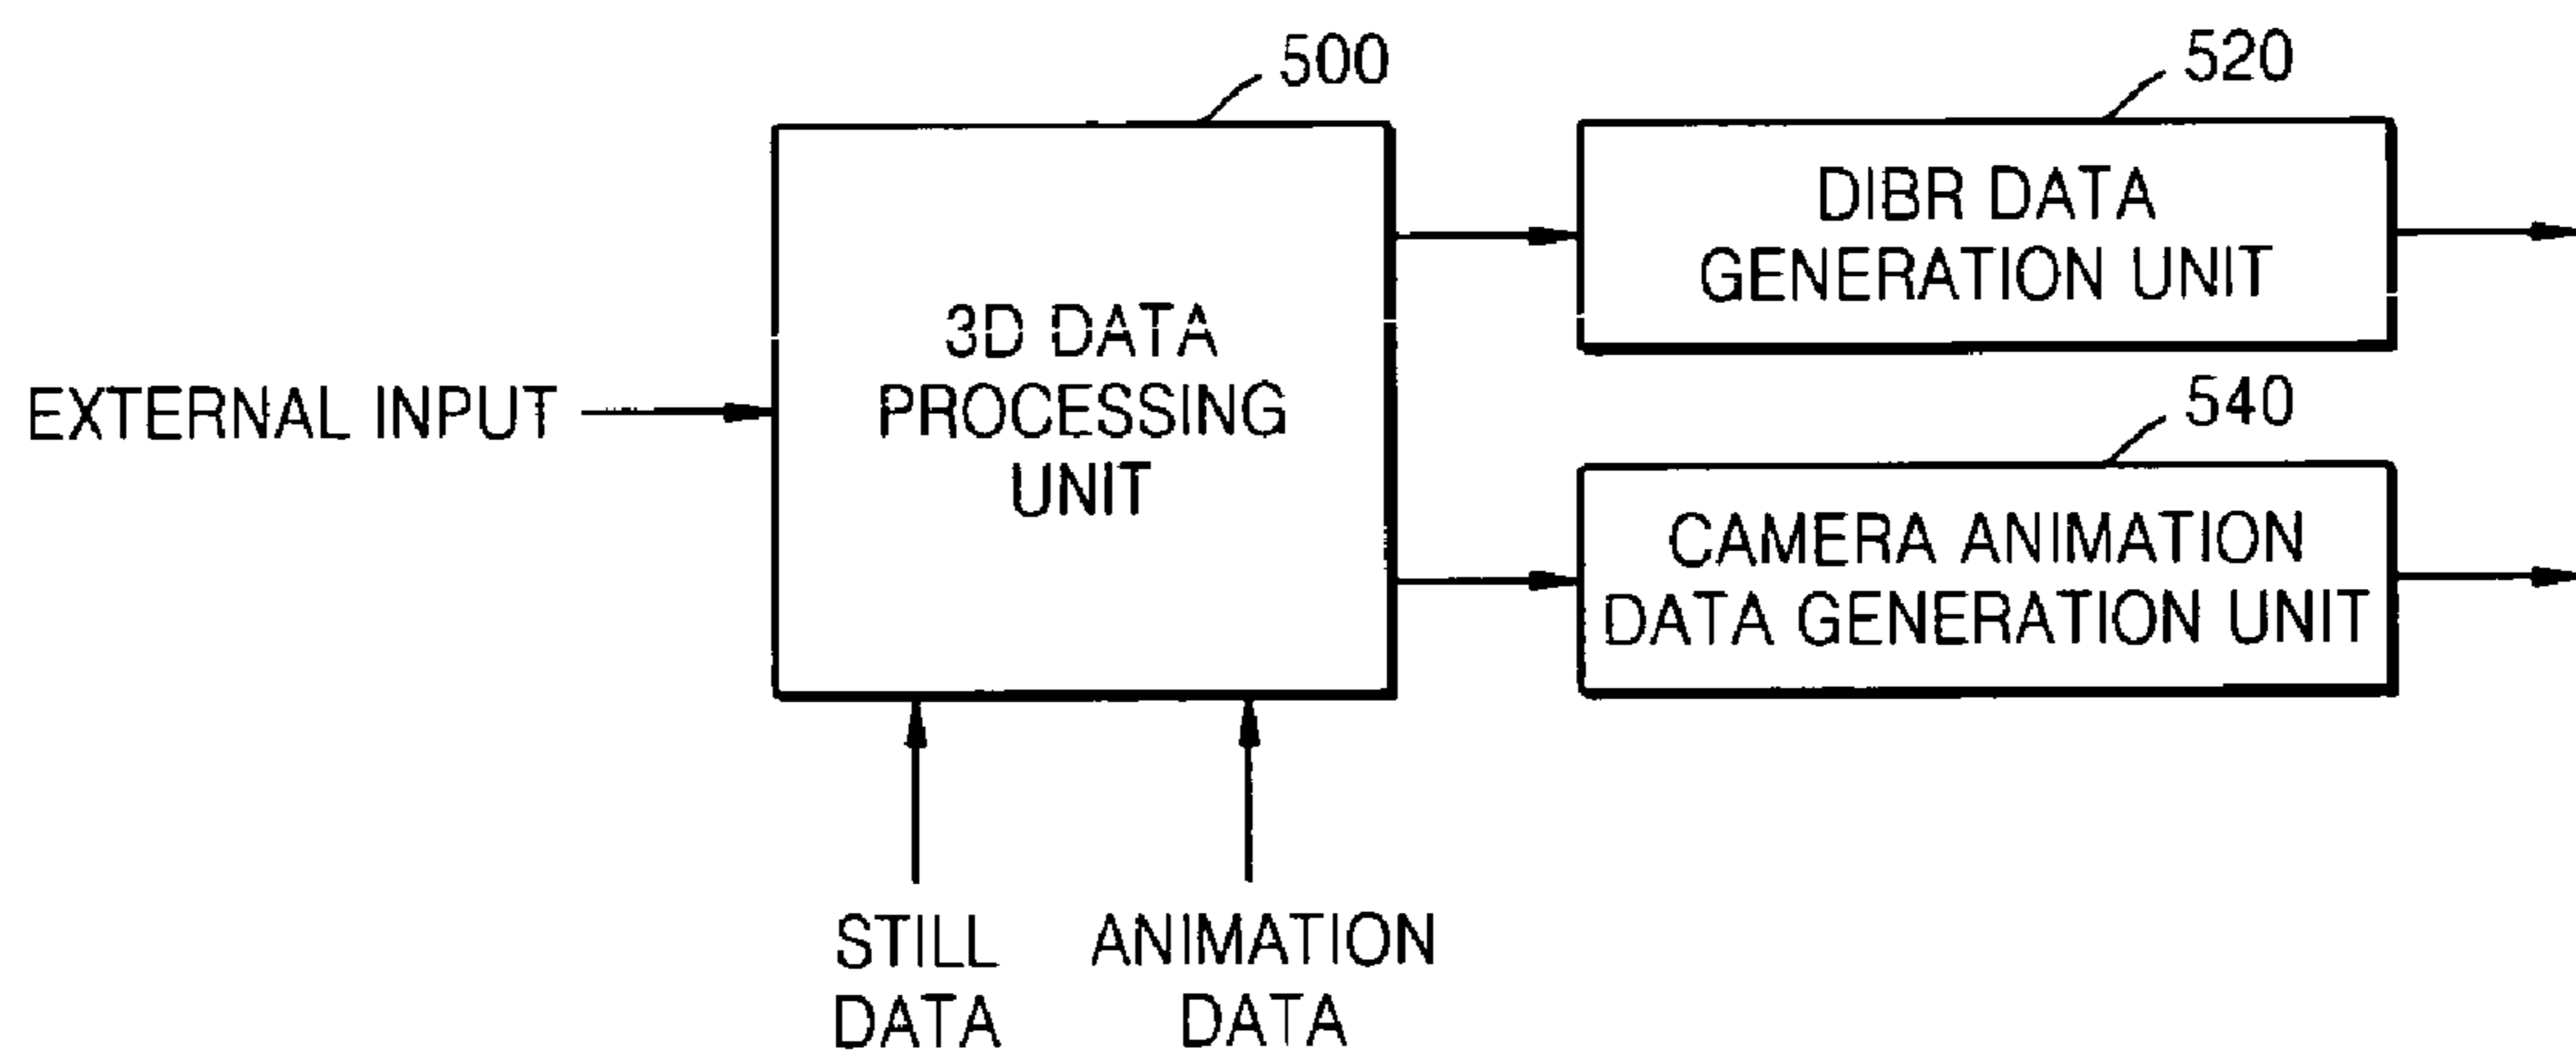 500
520
DIBR DATA
GENERATION UNIT
3D DATA
PROCESSING
UNIT
EXTERNAL INPUT
540
CAMERA ANIMATION
DATA GENERATION UNIT
STILL
DATA
ANIMATION
DATA